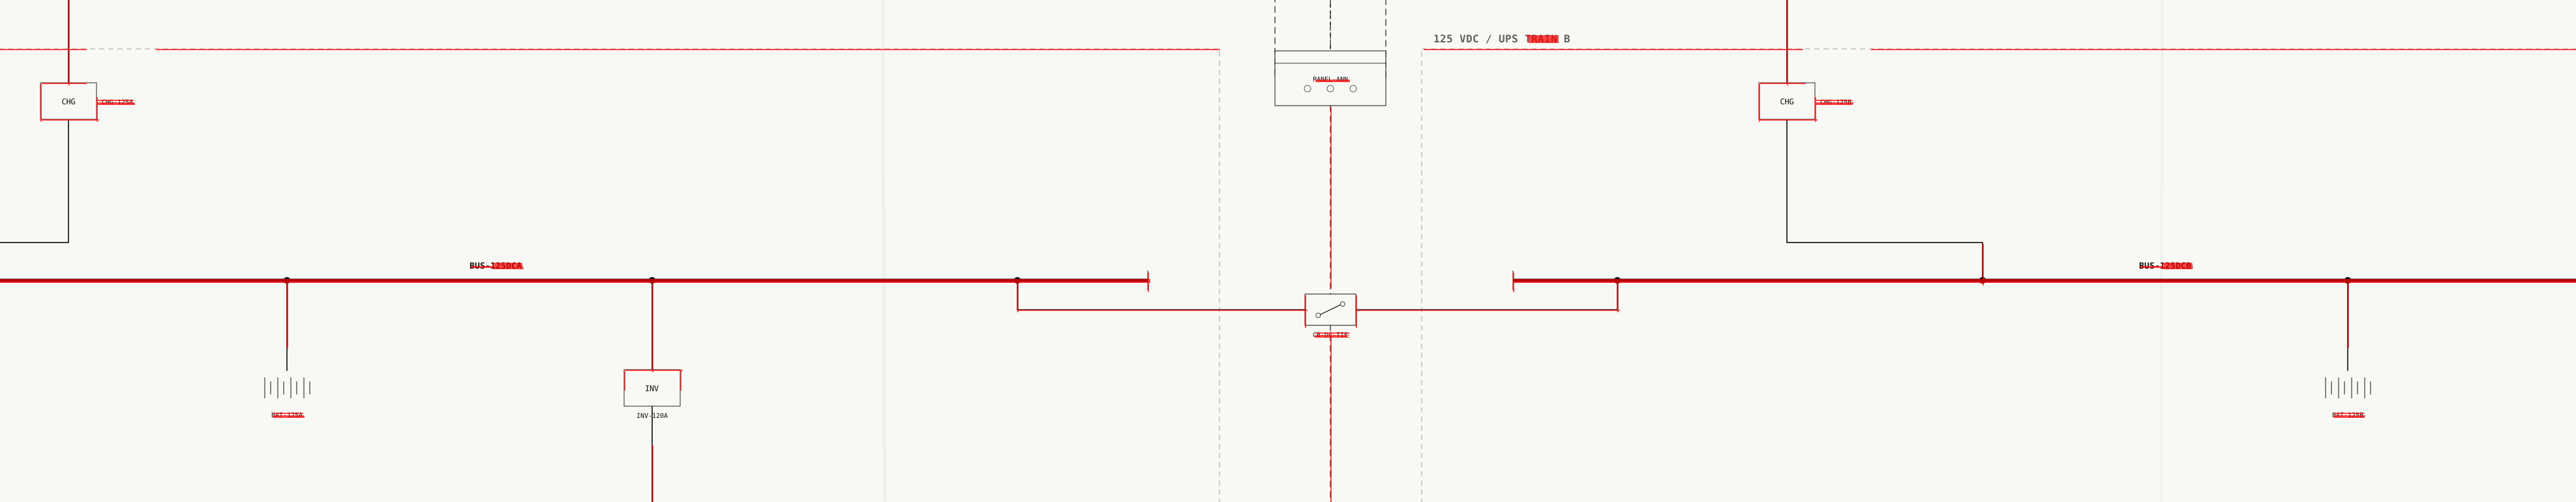 125 VDC / UPS TRAIN B
PANEL-ANN
CHG
CHG-125A
CHG
CHG-125B
BUS-125DCA
BUS-125DCB
CB-DC-TIE
INV
BAT-125A
INV-120A
BAT-125B